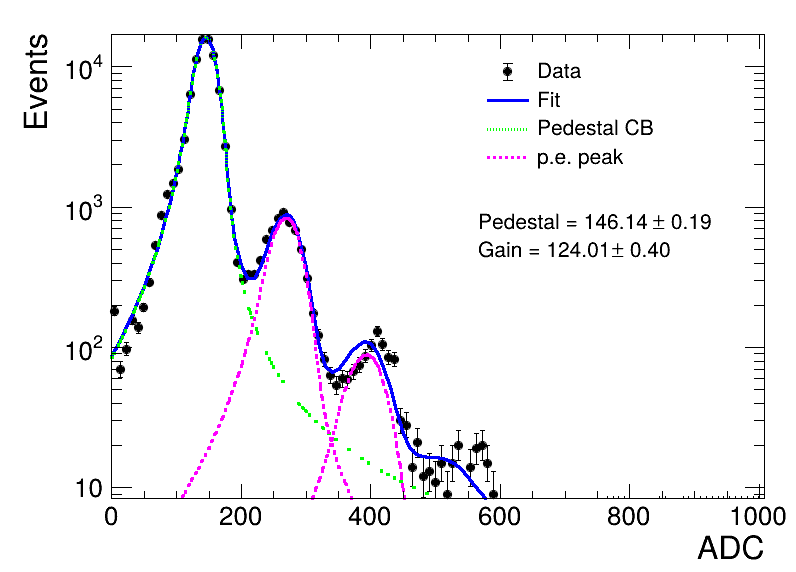 Events
10⁴
10³
10²
10
Data
Fit
Pedestal CB
p.e. peak
Pedestal = 146.14 ± 0.19
Gain = 124.01± 0.40
0 200 400 600 800 1000
ADC